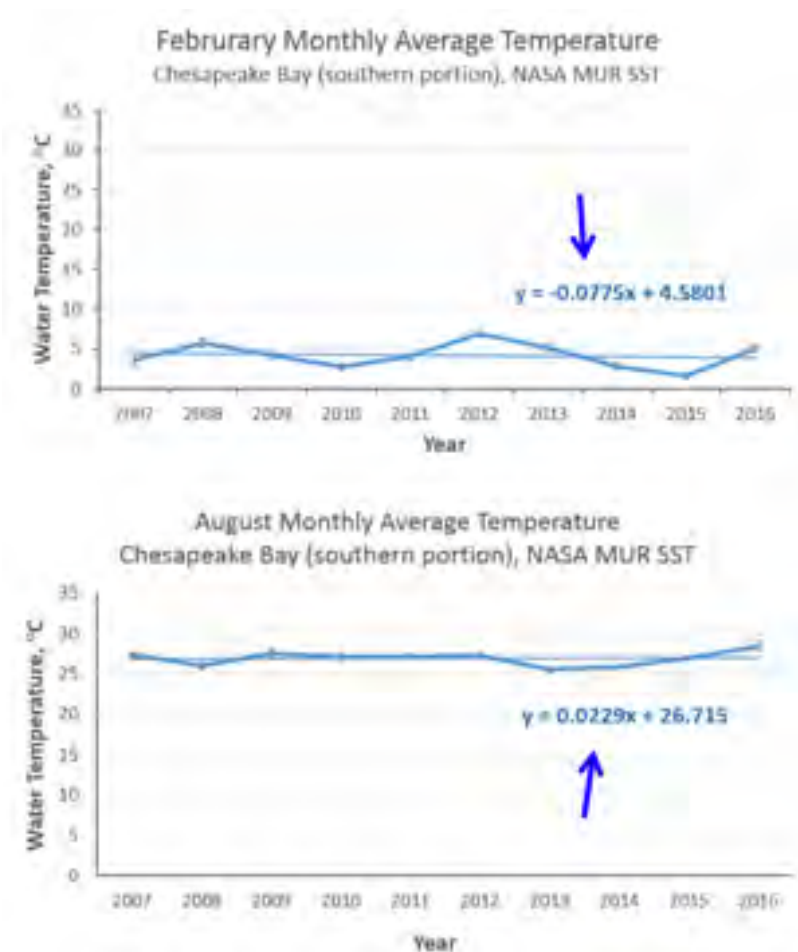 Februrary Monthly Average Temperature
Chesapeake Bay (southern portion), NASA MUR SST
Water Temperature, °C
35
30
25
20
15
10
5
0
y = -0.0775x + 4.5801
2007 2008 2009 2010 2011 2012 2013 2014 2015 2016
Year
August Monthly Average Temperature
Chesapeake Bay (southern portion), NASA MUR SST
Water Temperature, °C
35
30
25
20
15
10
5
0
y = 0.0229x + 26.715
2007 2008 2009 2010 2011 2012 2013 2014 2015 2016
Year